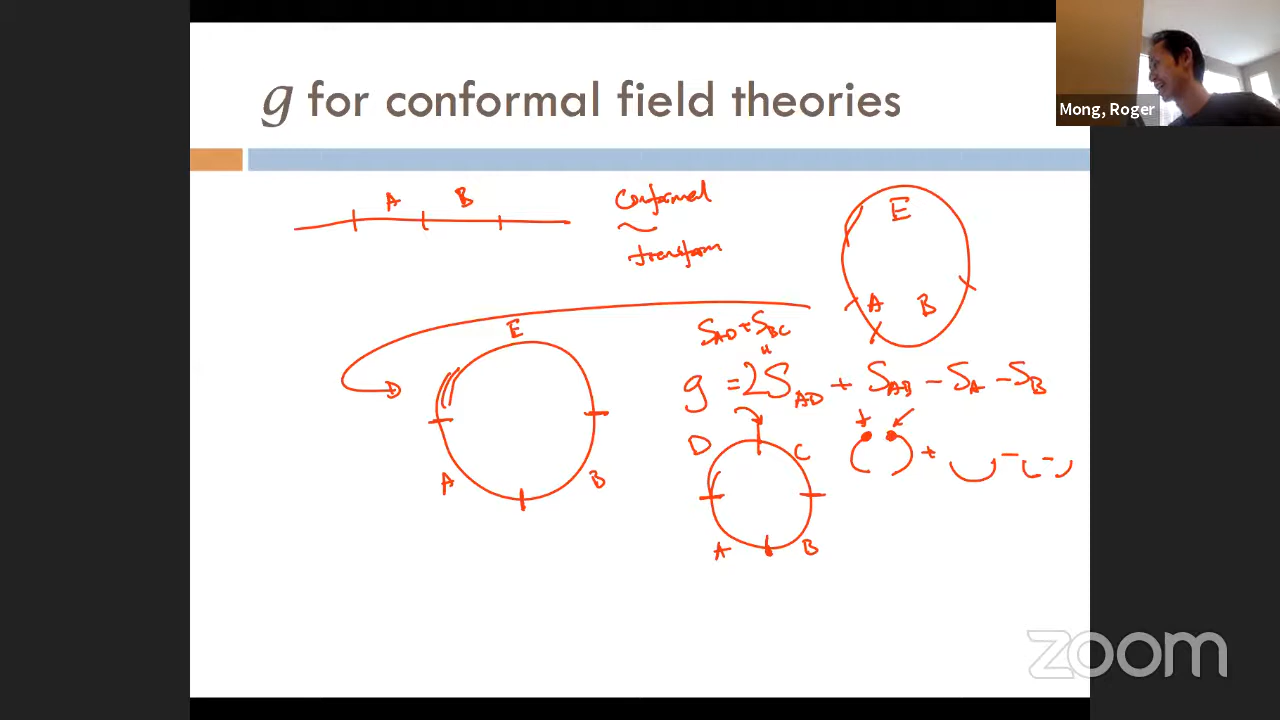 g for conformal field theories
Mong, Roger
A B
Conformal
transform
E
A B
E
A B
S_AD + S_BC
g = 2S_AD + S_AB - S_A - S_B
D C
A B
+ - -
zoom